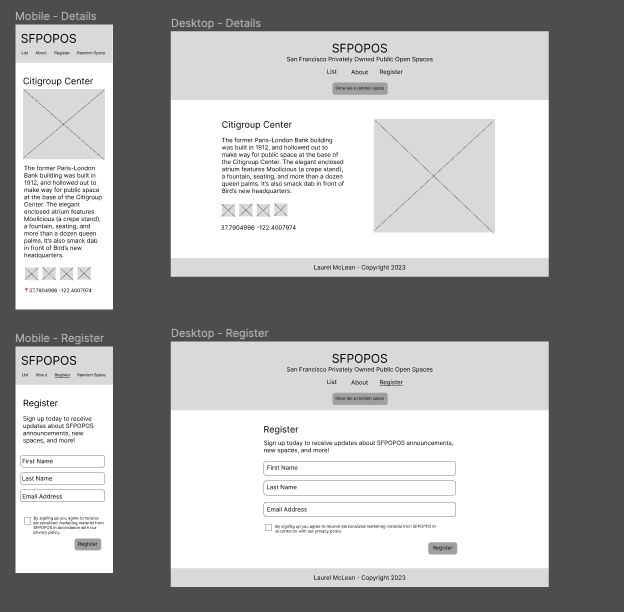 Mobile - Details
SFPOPOS
List About Register Random Space
Citigroup Center
The former Paris-London
Bank building was built in
1912, and hollowed out to
make way for public space
at the base of the Citigroup
Center. The elegant
enclosed atrium features
Moolicious (a crepe stand),
a fountain, seating, and
more than a dozen queen
palms. It's also smack dab
in front of Bird's new
headquarters.
37.7904996 -122.4007974
Desktop - Details
SFPOPOS
San Francisco Privately Owned Public Open Spaces
List About Register
Show me a random space
Citigroup Center
The former Paris-London Bank building
was built in 1912, and hollowed out to
make way for public space at the base of
the Citigroup Center. The elegant enclosed
atrium features Moolicious (a crepe stand),
a fountain, seating, and more than a dozen
queen palms. It's also smack dab in front of
Bird's new headquarters.
37.7904996 -122.4007974
Laurel McLean - Copyright 2023
Mobile - Register
SFPOPOS
List About Register Random Space
Register
Sign up today to receive
updates about SFPOPOS
announcements, new
spaces, and more!
First Name
Last Name
Email Address
By signing up you agree to receive
personalized marketing material from
SFPOPOS in accordance with our
privacy policy.
Register
Desktop - Register
SFPOPOS
San Francisco Privately Owned Public Open Spaces
List About Register
Show me a random space
Register
Sign up today to receive updates about SFPOPOS announcements,
new spaces, and more!
First Name
Last Name
Email Address
By signing up you agree to receive personalized marketing material from SFPOPOS in
accordance with our privacy policy.
Register
Laurel McLean - Copyright 2023